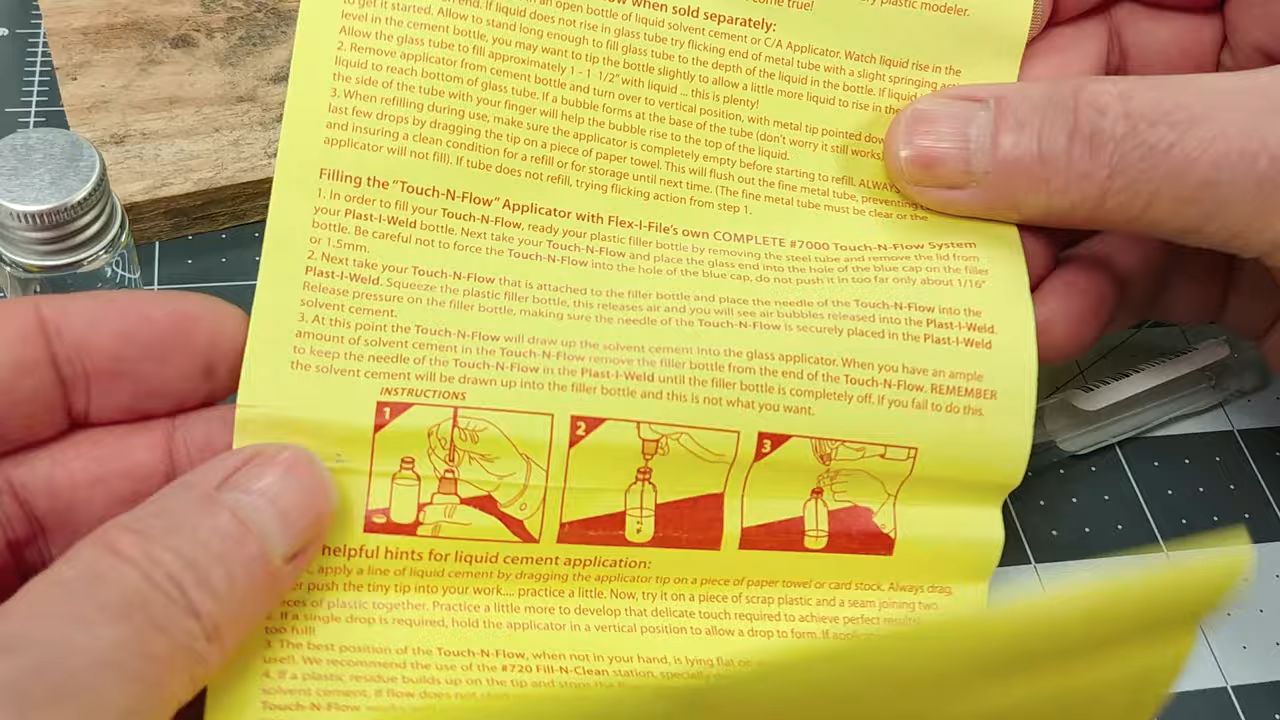 come true!
plastic modeler.
when sold separately:
an open bottle of liquid solvent cement or C/A Applicator. Watch liquid rise in the
end. If liquid does not rise in glass tube try flicking end of metal tube with a slight springing
to get it started. Allow to stand long enough to fill glass tube to the depth of the liquid in the bottle. If liquid
level in the cement bottle, you may want to tip the bottle slightly to allow a little more liquid to rise in the
Allow the glass tube to fill approximately 1 - 1 1/2" with liquid ... this is plenty!
2. Remove applicator from cement bottle and turn over to vertical position, with metal tip pointed
liquid to reach bottom of glass tube. If a bubble forms at the base of the tube (don't worry it still works)
the side of the tube with your finger will help the bubble rise to the top of the liquid.
3. When refilling during use, make sure the applicator is completely empty before starting to refill. ALWAYS
last few drops by dragging the tip on a piece of paper towel. This will flush out the fine metal tube, preventing
and insuring a clean condition for a refill or for storage until next time. (The fine metal tube must be clear or the
applicator will not fill). If tube does not refill, trying flicking action from step 1.
Filling the "Touch-N-Flow" Applicator with Flex-I-File's own COMPLETE #7000 Touch-N-Flow System
1. In order to fill your Touch-N-Flow, ready your plastic filler bottle by removing the steel tube and remove the lid from
your Plast-I-Weld bottle. Next take your Touch-N-Flow and place the glass end into the hole of the blue cap on the filler
bottle. Be careful not to force the Touch-N-Flow into the hole of the blue cap, do not push it in too far only about 1/16"
or 1.5mm.
2. Next take your Touch-N-Flow that is attached to the filler bottle and place the needle of the Touch-N-Flow into the
Plast-I-Weld. Squeeze the plastic filler bottle, this releases air and you will see air bubbles released into the Plast-I-Weld.
Release pressure on the filler bottle, making sure the needle of the Touch-N-Flow is securely placed in the Plast-I-Weld
solvent cement.
3. At this point the Touch-N-Flow will draw up the solvent cement into the glass applicator. When you have an ample
amount of solvent cement in the Touch-N-Flow remove the filler bottle from the end of the Touch-N-Flow. REMEMBER
to keep the needle of the Touch-N-Flow in the Plast-I-Weld until the filler bottle is completely off. If you fail to do this,
the solvent cement will be drawn up into the filler bottle and this is not what you want.
INSTRUCTIONS
1
2
3
helpful hints for liquid cement application:
apply a line of liquid cement by dragging the applicator tip on a piece of paper towel or card stock. Always drag,
push the tiny tip into your work.... practice a little. Now, try it on a piece of scrap plastic and a seam joining two
pieces of plastic together. Practice a little more to develop that delicate touch required to achieve perfect results!
2. If a single drop is required, hold the applicator in a vertical position to allow a drop to form. If
too full!
3. The best position of the Touch-N-Flow, when not in your hand, is lying flat on
use!). We recommend the use of the #720 Fill-N-Clean station,
4. If a plastic residue builds up on the tip and stops the
solvent cement. If flow does not
Touch-N-Flow